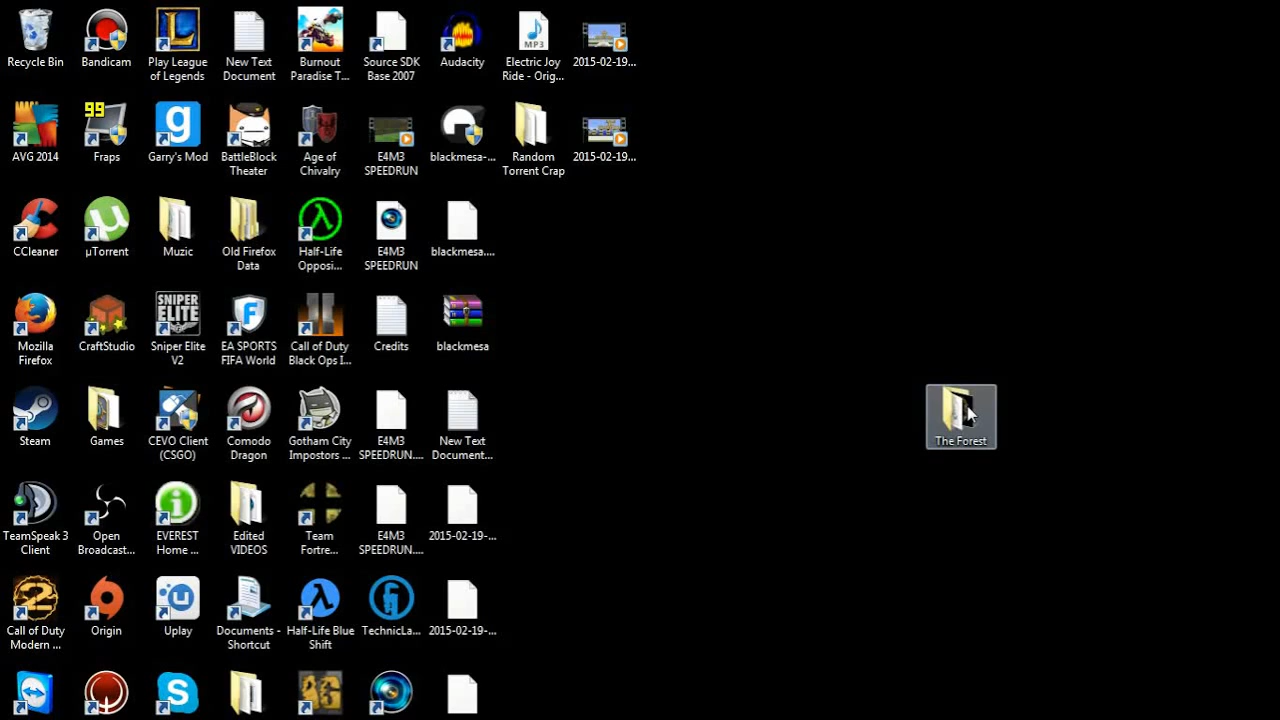 Recycle Bin
Bandicam
Play League
of Legends
New Text
Document
Burnout
Paradise T...
Source SDK
Base 2007
Audacity
MP3
Electric Joy
Ride - Orig...
2015-02-19...
AVG 2014
99
Fraps
g
Garry's Mod
BattleBlock
Theater
Age of
Chivalry
E4M3
SPEEDRUN
blackmesa-...
Random
Torrent Crap
2015-02-19...
CCleaner
µTorrent
Muzic
Old Firefox
Data
Half-Life
Opposi...
E4M3
SPEEDRUN
blackmesa....
Mozilla
Firefox
CraftStudio
SNIPER
ELITE
Sniper Elite
V2
EA SPORTS
FIFA World
Call of Duty
Black Ops I...
Credits
blackmesa
Steam
Games
CEVO Client
(CSGO)
Comodo
Dragon
Gotham City
Impostors ...
E4M3
SPEEDRUN....
New Text
Document...
The Forest
TeamSpeak 3
Client
Open
Broadcast...
EVEREST
Home ...
Edited
VIDEOS
Team
Fortre...
E4M3
SPEEDRUN....
2015-02-19-...
Call of Duty
Modern ...
Origin
Uplay
Documents -
Shortcut
Half-Life Blue
Shift
TechnicLa...
2015-02-19-...